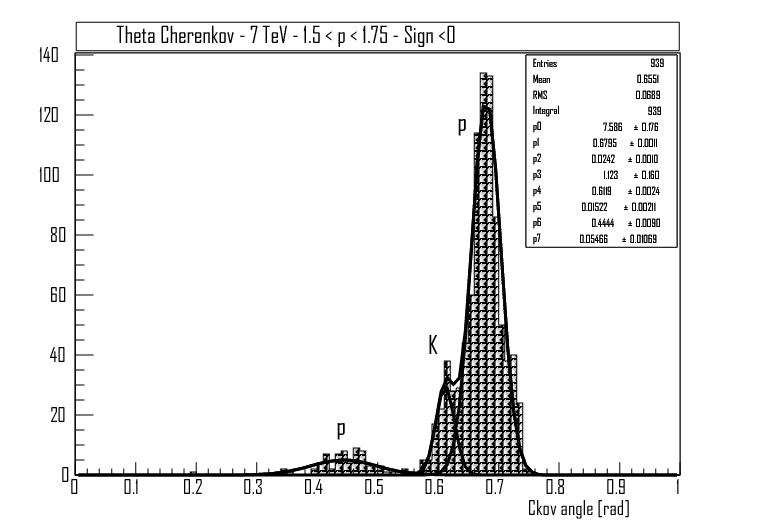 Theta Cherenkov - 7 TeV - 1.5 < p < 1.75 - Sign <0
Entries 939
Mean 0.6551
RMS 0.0689
Integral 939
p0 7.586 ± 0.176
p1 0.6795 ± 0.0011
p2 0.0242 ± 0.0010
p3 1.123 ± 0.160
p4 0.6119 ± 0.0024
p5 0.01522 ± 0.00211
p6 0.4444 ± 0.0090
p7 0.05466 ± 0.01069
140
120
100
80
60
40
20
0
p
K
p
0 0.1 0.2 0.3 0.4 0.5 0.6 0.7 0.8 0.9 1
Ckov angle [rad]